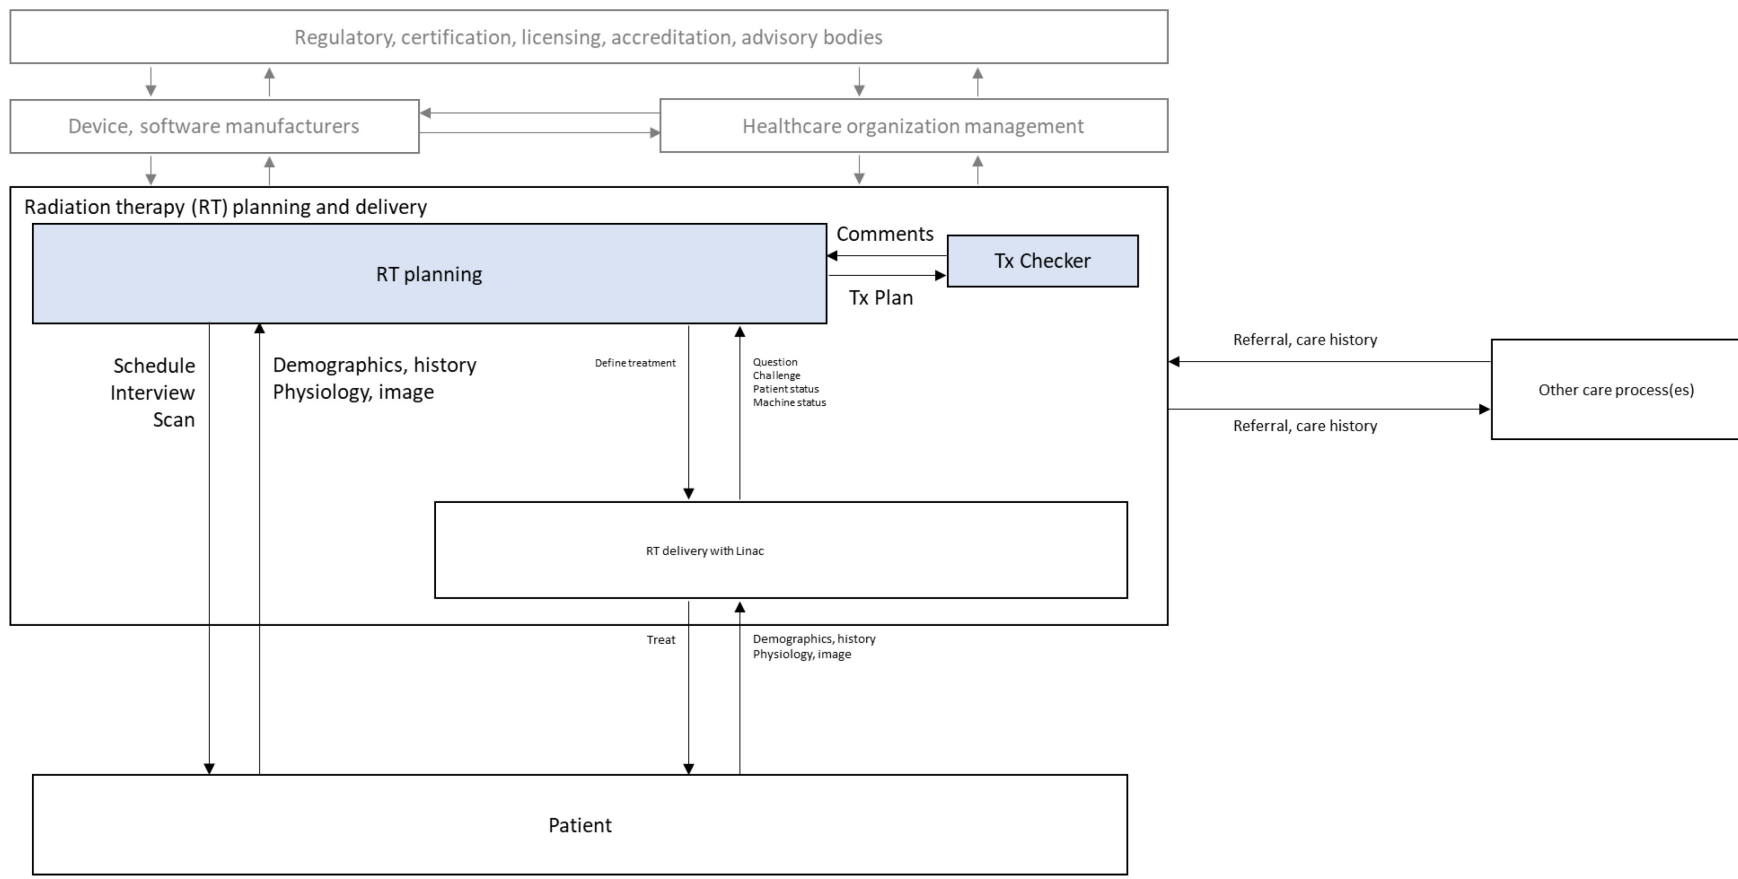 Regulatory, certification, licensing, accreditation, advisory bodies
Device, software manufacturers
Healthcare organization management
Radiation therapy (RT) planning and delivery
RT planning
Comments
Tx Checker
Tx Plan
Schedule
Interview
Scan
Demographics, history
Physiology, image
Define treatment
Question
Challenge
Patient status
Machine status
Referral, care history
Other care process(es)
Referral, care history
RT delivery with Linac
Treat
Demographics, history
Physiology, image
Patient